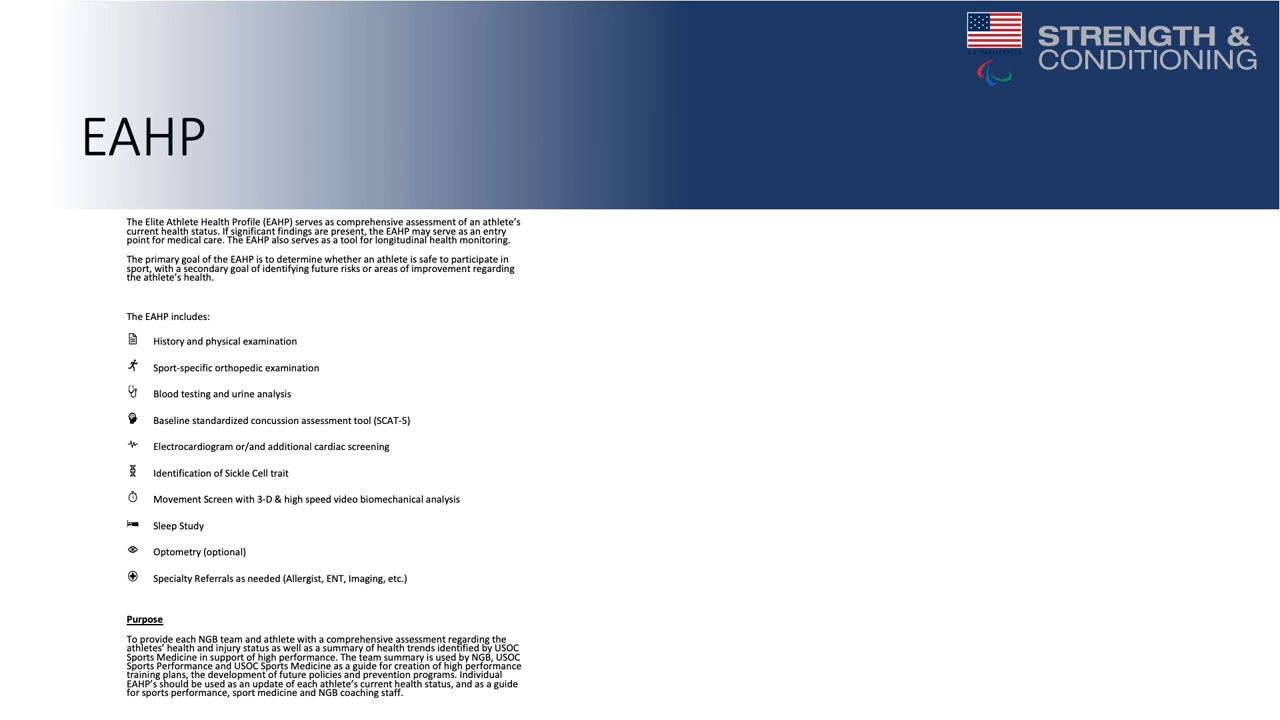 STRENGTH &
CONDITIONING
EAHP
The Elite Athlete Health Profile (EAHP) serves as comprehensive assessment of an athlete's
current health status. If significant findings are present, the EAHP may serve as an entry
point for medical care. The EAHP also serves as a tool for longitudinal health monitoring.
The primary goal of the EAHP is to determine whether an athlete is safe to participate in
sport, with a secondary goal of identifying future risks or areas of improvement regarding
the athlete's health.
The EAHP includes:
History and physical examination
Sport-specific orthopedic examination
Blood testing and urine analysis
Baseline standardized concussion assessment tool (SCAT-5)
Electrocardiogram or/and additional cardiac screening
Identification of Sickle Cell trait
Movement Screen with 3-D & high speed video biomechanical analysis
Sleep Study
Optometry (optional)
Specialty Referrals as needed (Allergist, ENT, Imaging, etc.)
Purpose
To provide each NGB team and athlete with a comprehensive assessment regarding the
athletes' health and injury status as well as a summary of health trends identified by USOC
Sports Medicine in support of high performance. The team summary is used by NGB, USOC
Sports Performance and USOC Sports Medicine as a guide for creation of high performance
training plans, the development of future policies and prevention programs. Individual
EAHP's should be used as an update of each athlete's current health status, and as a guide
for sports performance, sport medicine and NGB coaching staff.